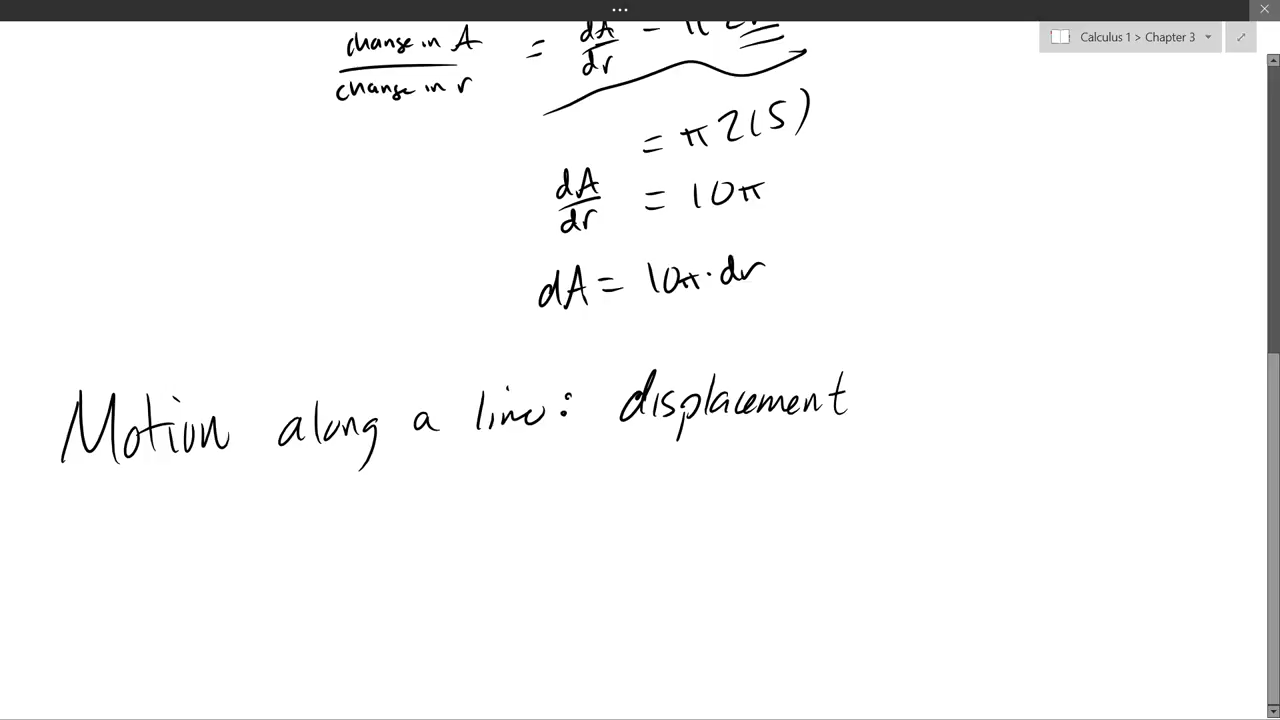 Calculus 1 > Chapter 3
change in A / change in r = dA/dr = π
= π2(5)
dA/dr = 10π
dA = 10π · dr
Motion along a line: displacement